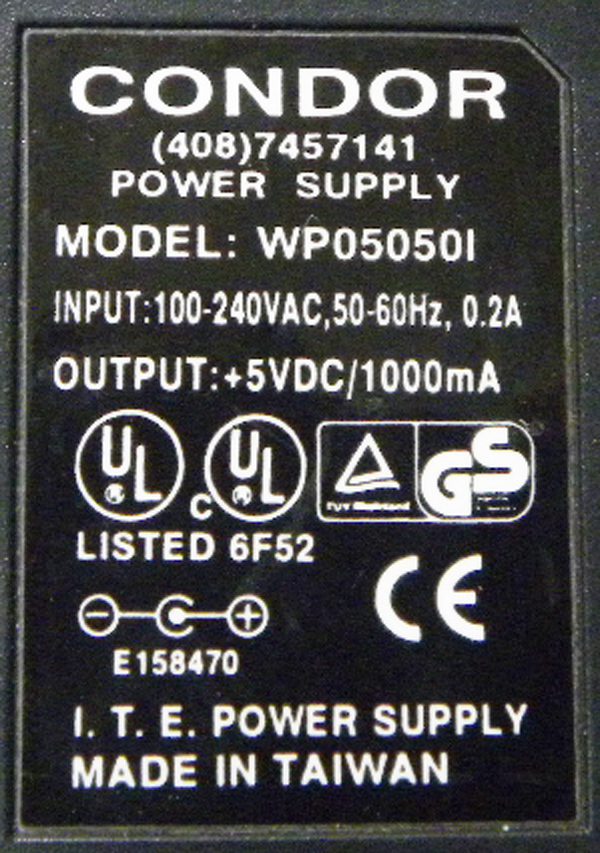 CONDOR
(408)7457141
POWER SUPPLY
MODEL: WP05050I
INPUT:100-240VAC,50-60Hz, 0.2A
OUTPUT:+5VDC/1000mA
UL C UL GS
LISTED 6F52
CE
E158470
I. T. E. POWER SUPPLY
MADE IN TAIWAN